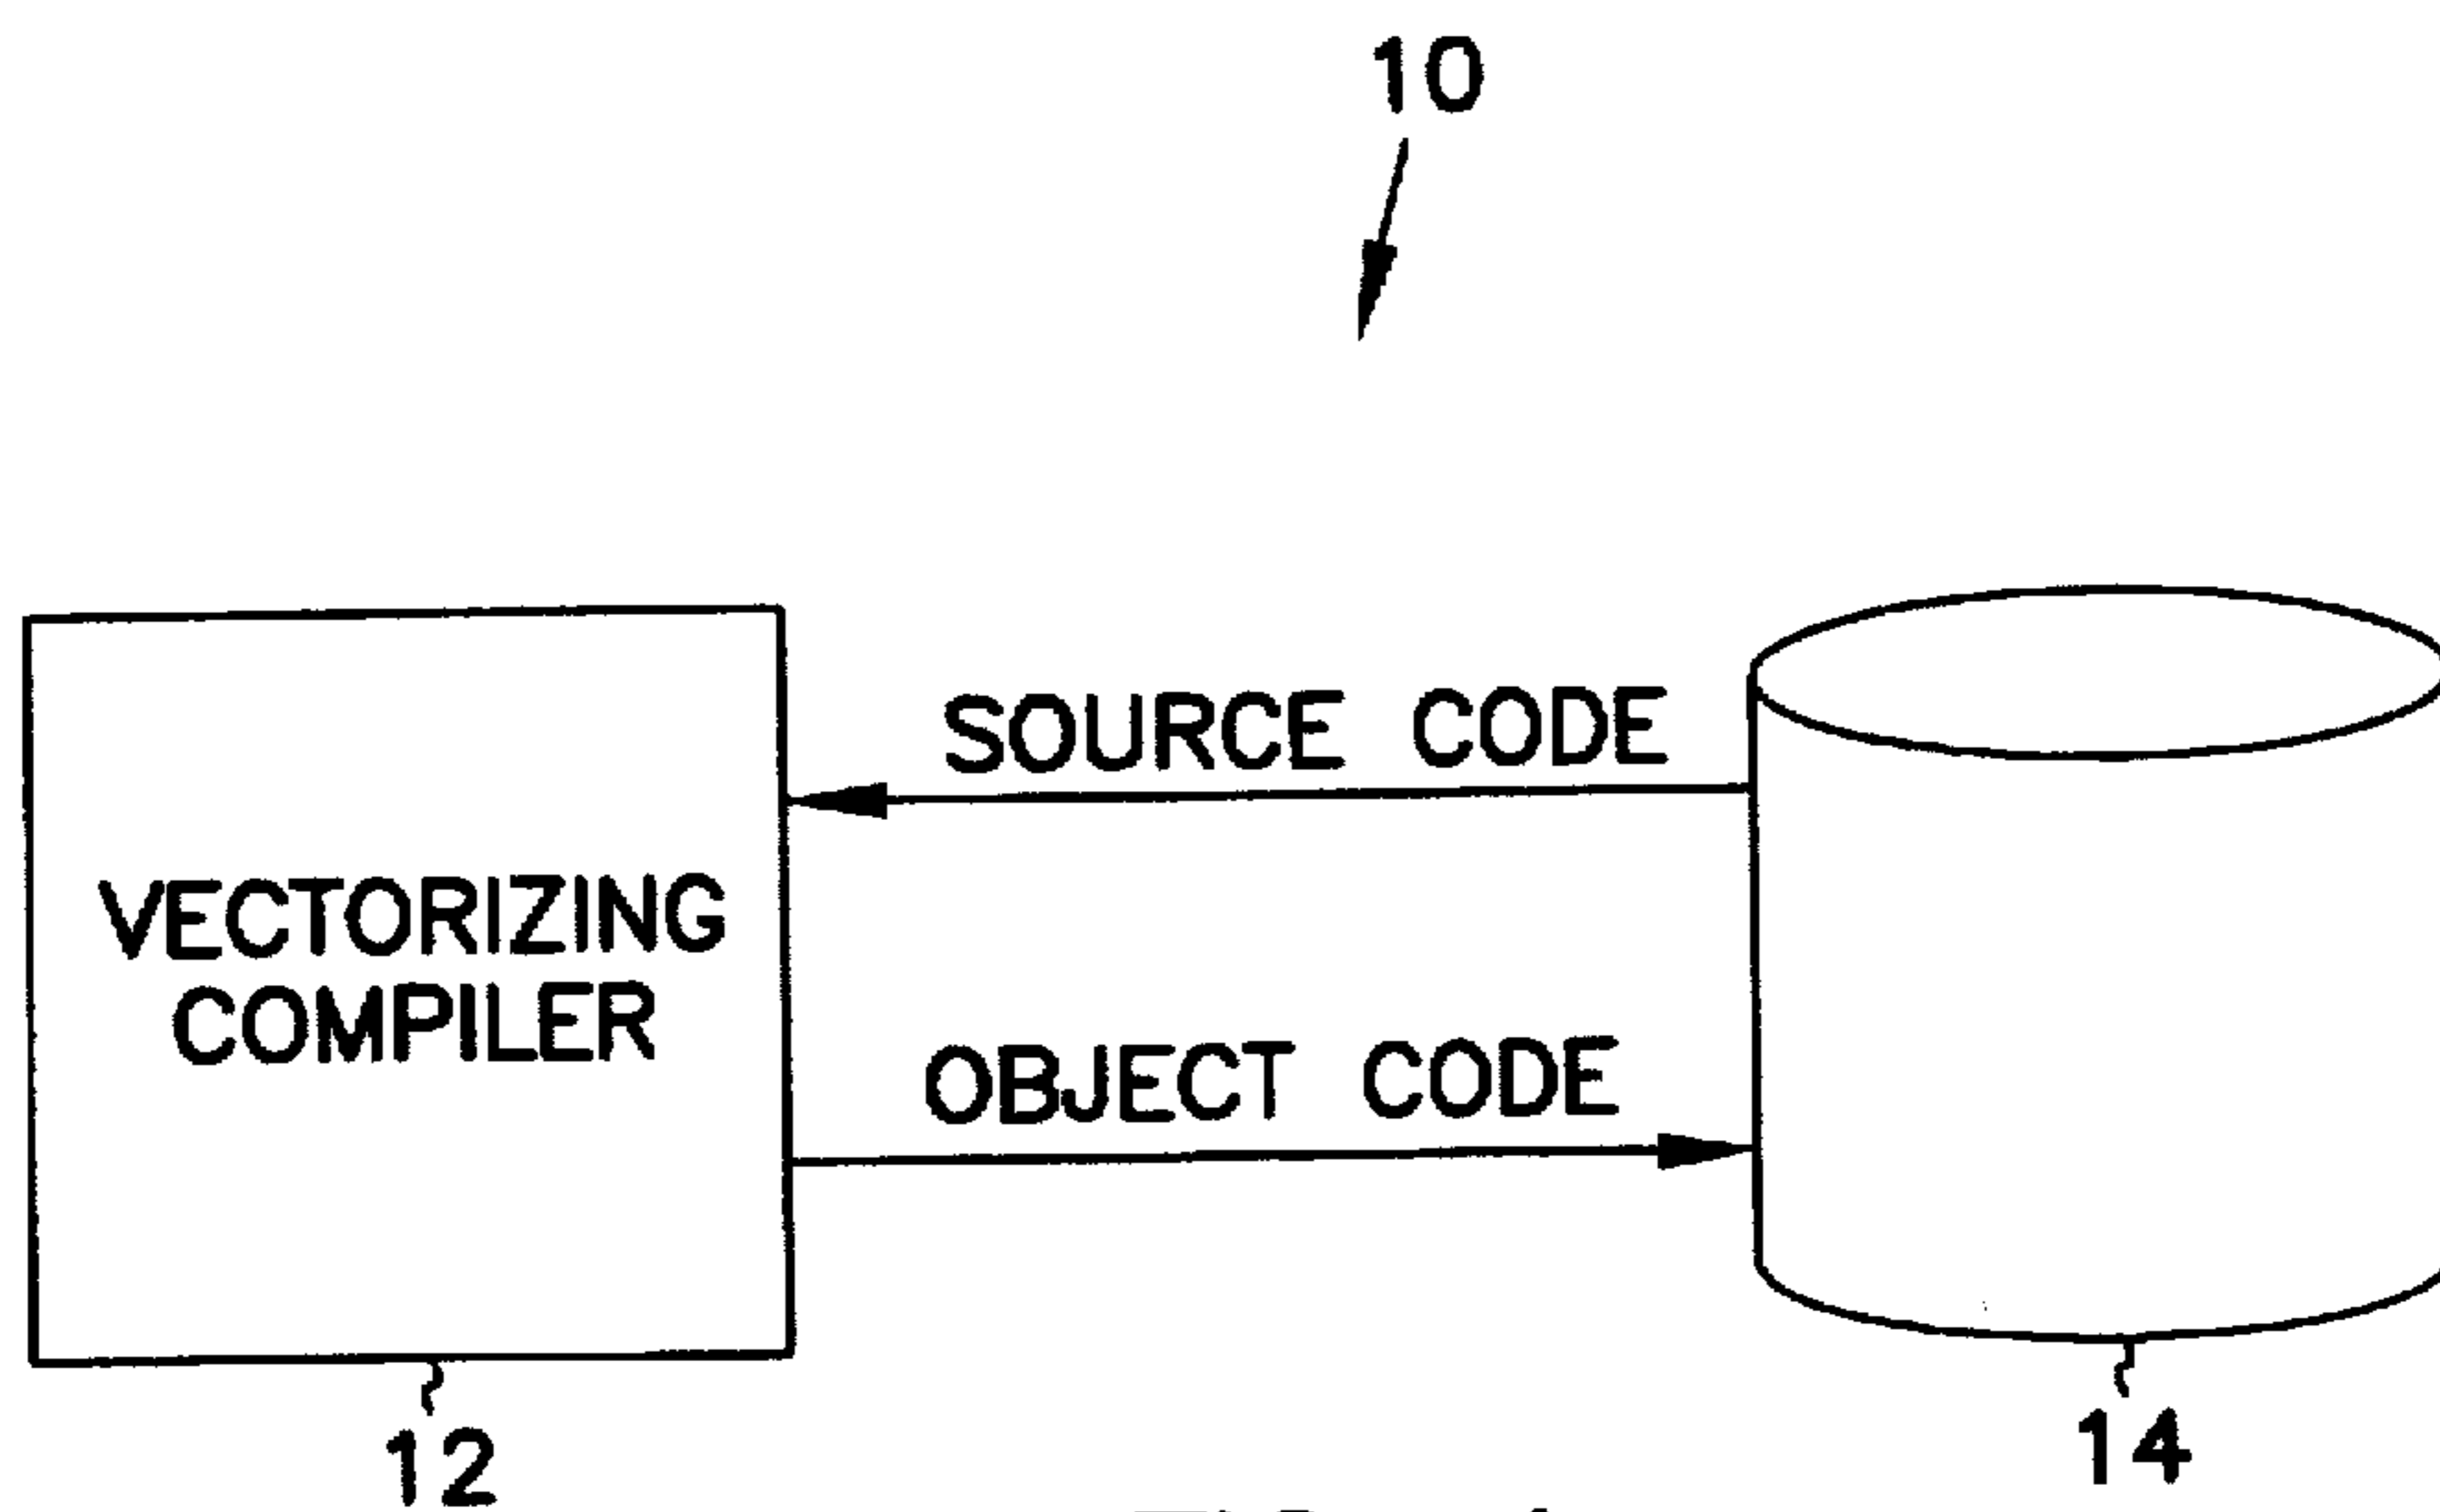 10
SOURCE CODE
VECTORIZING
COMPILER
OBJECT CODE
12
14